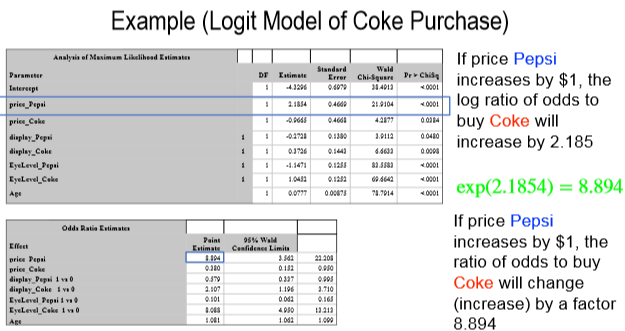 Example (Logit Model of Coke Purchase)
Analysis of Maximum Likelihood Estimates
Parameter DF Estimate Standard Error Wald Chi-Square Pr > ChiSq
Intercept 1 -4.3296 0.6979 38.4913 <.0001
price_Pepsi 1 2.1854 0.4669 21.9104 <.0001
price_Coke 1 -0.9665 0.4668 4.2877 0.0384
display_Pepsi 1 1 -0.2728 0.1380 3.9112 0.0480
display_Coke 1 1 0.3726 0.1443 6.6633 0.0098
EyeLevel_Pepsi 1 1 -1.1471 0.1255 83.5583 <.0001
EyeLevel_Coke 1 1 1.0452 0.1252 69.6642 <.0001
Age 1 0.0777 0.00875 78.7914 <.0001
If price Pepsi
increases by $1, the
log ratio of odds to
buy Coke will
increase by 2.185
exp(2.1854) = 8.894
Odds Ratio Estimates
Effect Point Estimate 95% Wald Confidence Limits
price Pepsi 8.894 3.562 22.208
price Coke 0.380 0.152 0.950
display_Pepsi 1 vs 0 0.579 0.337 0.995
display_Coke 1 vs 0 2.107 1.196 3.710
EyeLevel_Pepsi 1 vs 0 0.101 0.062 0.165
EyeLevel_Coke 1 vs 0 8.088 4.950 13.213
Age 1.081 1.062 1.099
If price Pepsi
increases by $1, the
ratio of odds to buy
Coke will change
(increase) by a factor
8.894